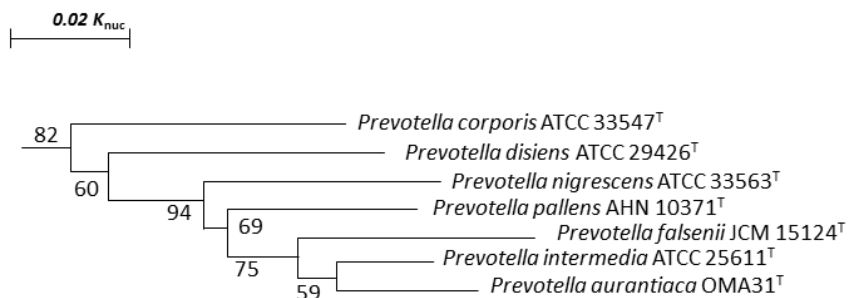 0.02 Knuc
Prevotella corporis ATCC 33547T
82
Prevotella disiens ATCC 29426T
60
Prevotella nigrescens ATCC 33563T
94
Prevotella pallens AHN 10371T
69
Prevotella falsenii JCM 15124T
75
Prevotella intermedia ATCC 25611T
Prevotella aurantiaca OMA31T
59